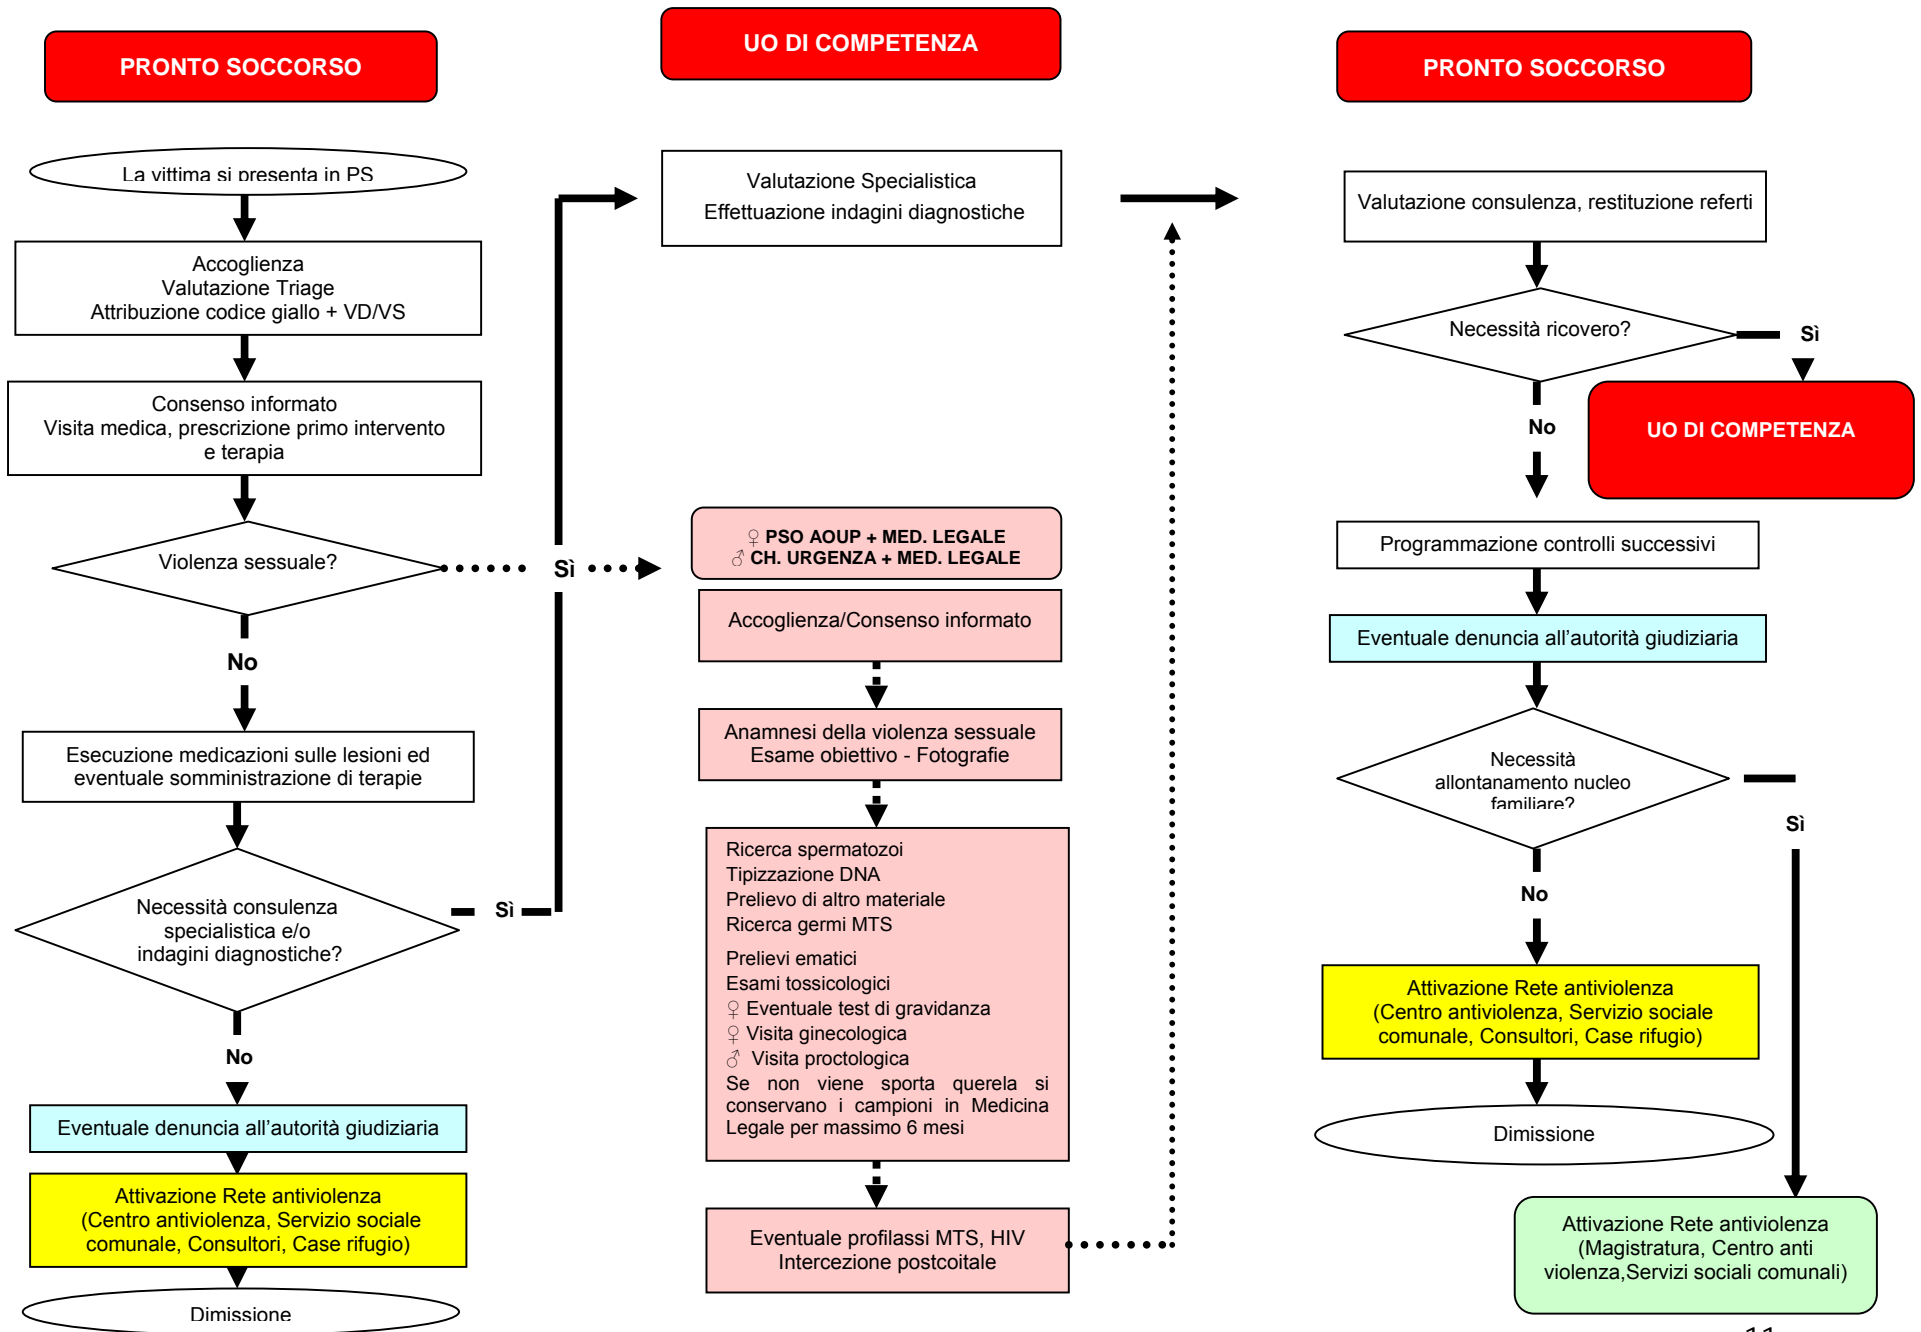 PRONTO SOCCORSO
La vittima si presenta in PS
Accoglienza
Valutazione Triage
Attribuzione codice giallo + VD/VS
Consenso informato
Visita medica, prescrizione primo intervento
e terapia
Violenza sessuale?
Sì
No
Esecuzione medicazioni sulle lesioni ed
eventuale somministrazione di terapie
Necessità consulenza
specialistica e/o
indagini diagnostiche?
Sì
No
Eventuale denuncia all'autorità giudiziaria
Attivazione Rete antiviolenza
(Centro antiviolenza, Servizio sociale
comunale, Consultori, Case rifugio)
Dimissione
UO DI COMPETENZA
Valutazione Specialistica
Effettuazione indagini diagnostiche
♀ PSO AOUP + MED. LEGALE
♂ CH. URGENZA + MED. LEGALE
Accoglienza/Consenso informato
Anamnesi della violenza sessuale
Esame obiettivo - Fotografie
Ricerca spermatozoi
Tipizzazione DNA
Prelievo di altro materiale
Ricerca germi MTS
Prelievi ematici
Esami tossicologici
♀ Eventuale test di gravidanza
♀ Visita ginecologica
♂ Visita proctologica
Se non viene sporta querela si
conservano i campioni in Medicina
Legale per massimo 6 mesi
Eventuale profilassi MTS, HIV
Intercezione postcoitale
PRONTO SOCCORSO
Valutazione consulenza, restituzione referti
Necessità ricovero?
Sì
UO DI COMPETENZA
No
Programmazione controlli successivi
Eventuale denuncia all'autorità giudiziaria
Necessità
allontanamento nucleo
familiare?
Sì
No
Attivazione Rete antiviolenza
(Centro antiviolenza, Servizio sociale
comunale, Consultori, Case rifugio)
Dimissione
Attivazione Rete antiviolenza
(Magistratura, Centro anti
violenza,Servizi sociali comunali)
11